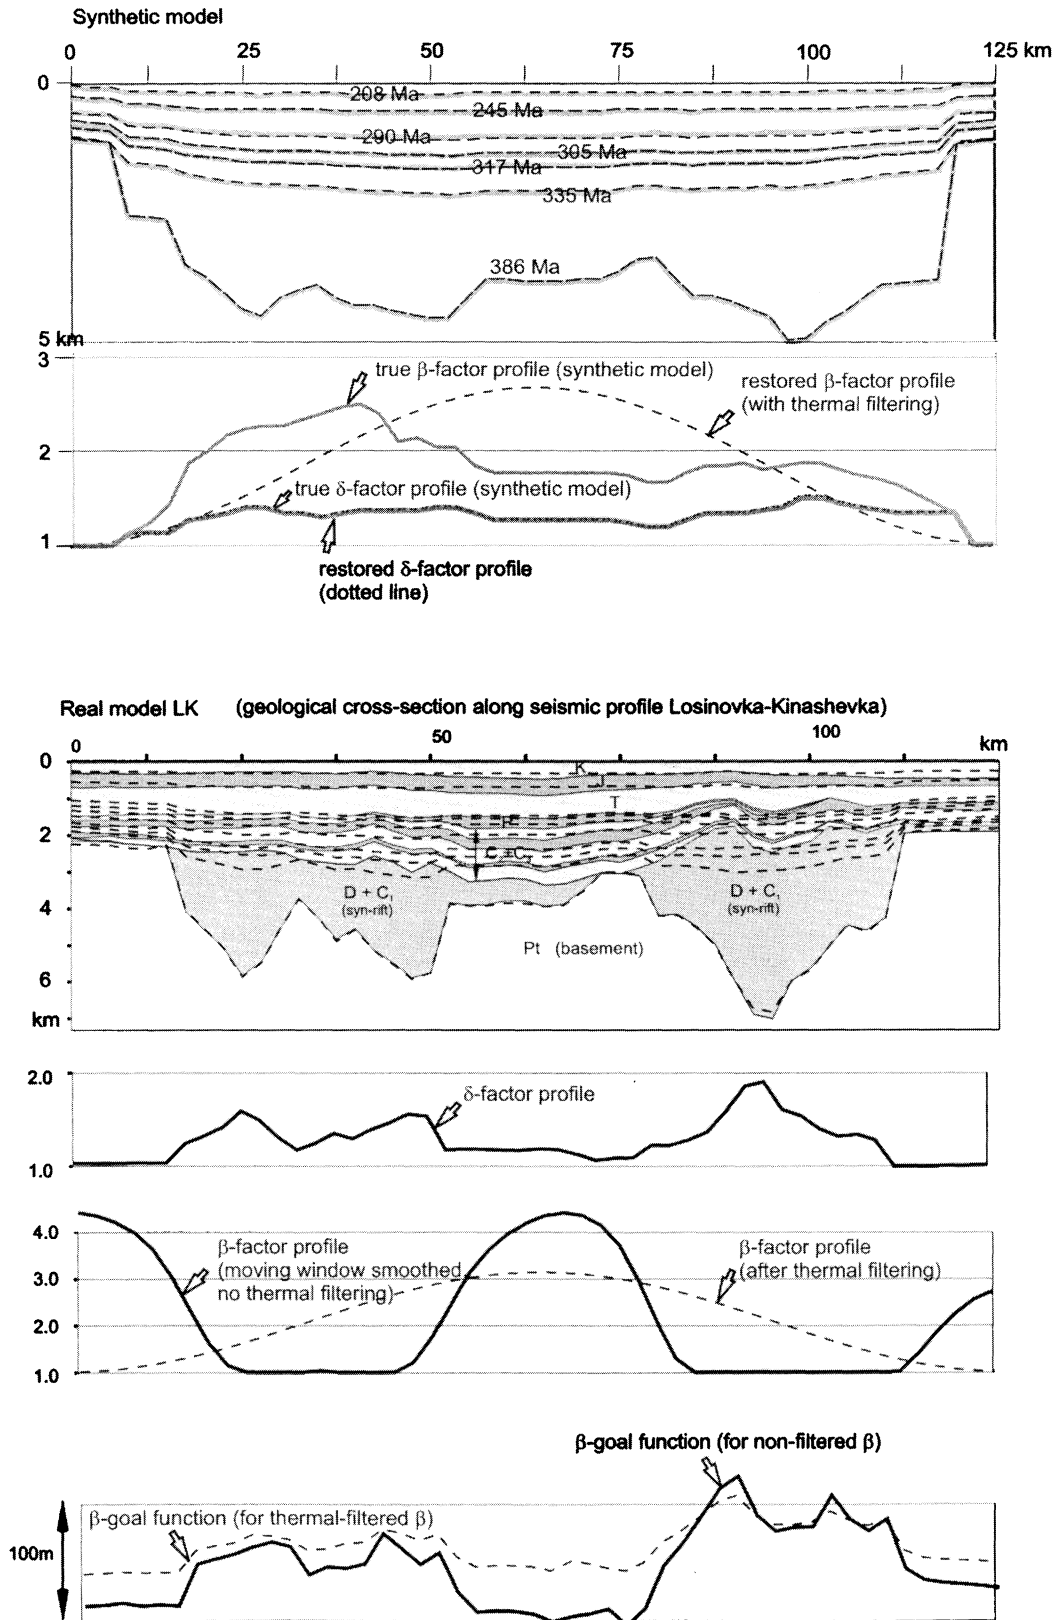 Synthetic model
0 25 50 75 100 125 km
0
208 Ma
245 Ma
290 Ma
305 Ma
317 Ma
335 Ma
386 Ma
5 km
3
true β-factor profile (synthetic model)
restored β-factor profile
(with thermal filtering)
2
true δ-factor profile (synthetic model)
1
restored δ-factor profile
(dotted line)
Real model LK (geological cross-section along seismic profile Losinovka-Kinashevka)
0 50 100 km
0
K
J
T
P
2
D + C₁
(syn-rift)
D + C₁
(syn-rift)
4
Pt (basement)
6
km
2.0
δ-factor profile
1.0
4.0
β-factor profile
(moving window smoothed
no thermal filtering)
β-factor profile
(after thermal filtering)
3.0
2.0
1.0
β-goal function (for non-filtered β)
β-goal function (for thermal-filtered β)
100m